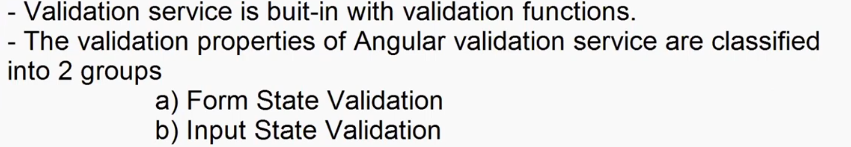 - Validation service is buit-in with validation functions.
- The validation properties of Angular validation service are classified
into 2 groups
a) Form State Validation
b) Input State Validation